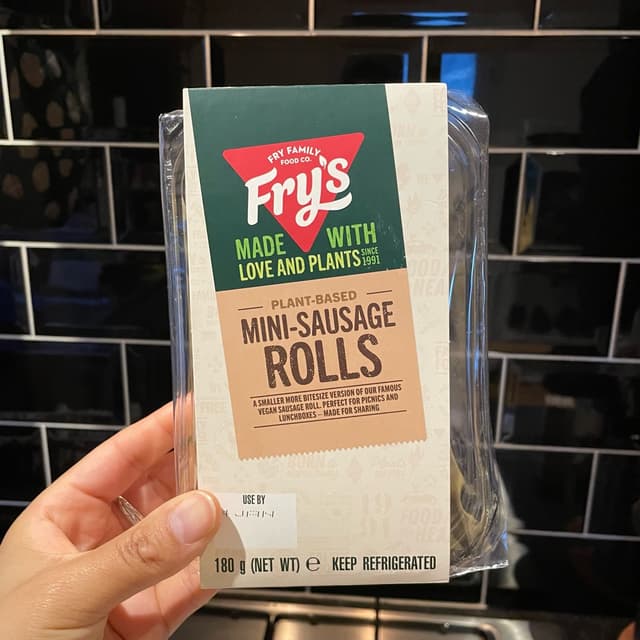 FRY FAMILY
FOOD CO.
Fry's
MADE WITH
LOVE AND PLANTS SINCE 1991
PLANT-BASED
MINI-SAUSAGE
ROLLS
A SMALLER MORE BITESIZE VERSION OF OUR FAMOUS
VEGAN SAUSAGE ROLL. PERFECT FOR PICNICS AND
LUNCHBOXES – MADE FOR SHARING
USE BY
180 g (NET WT) ℮ KEEP REFRIGERATED